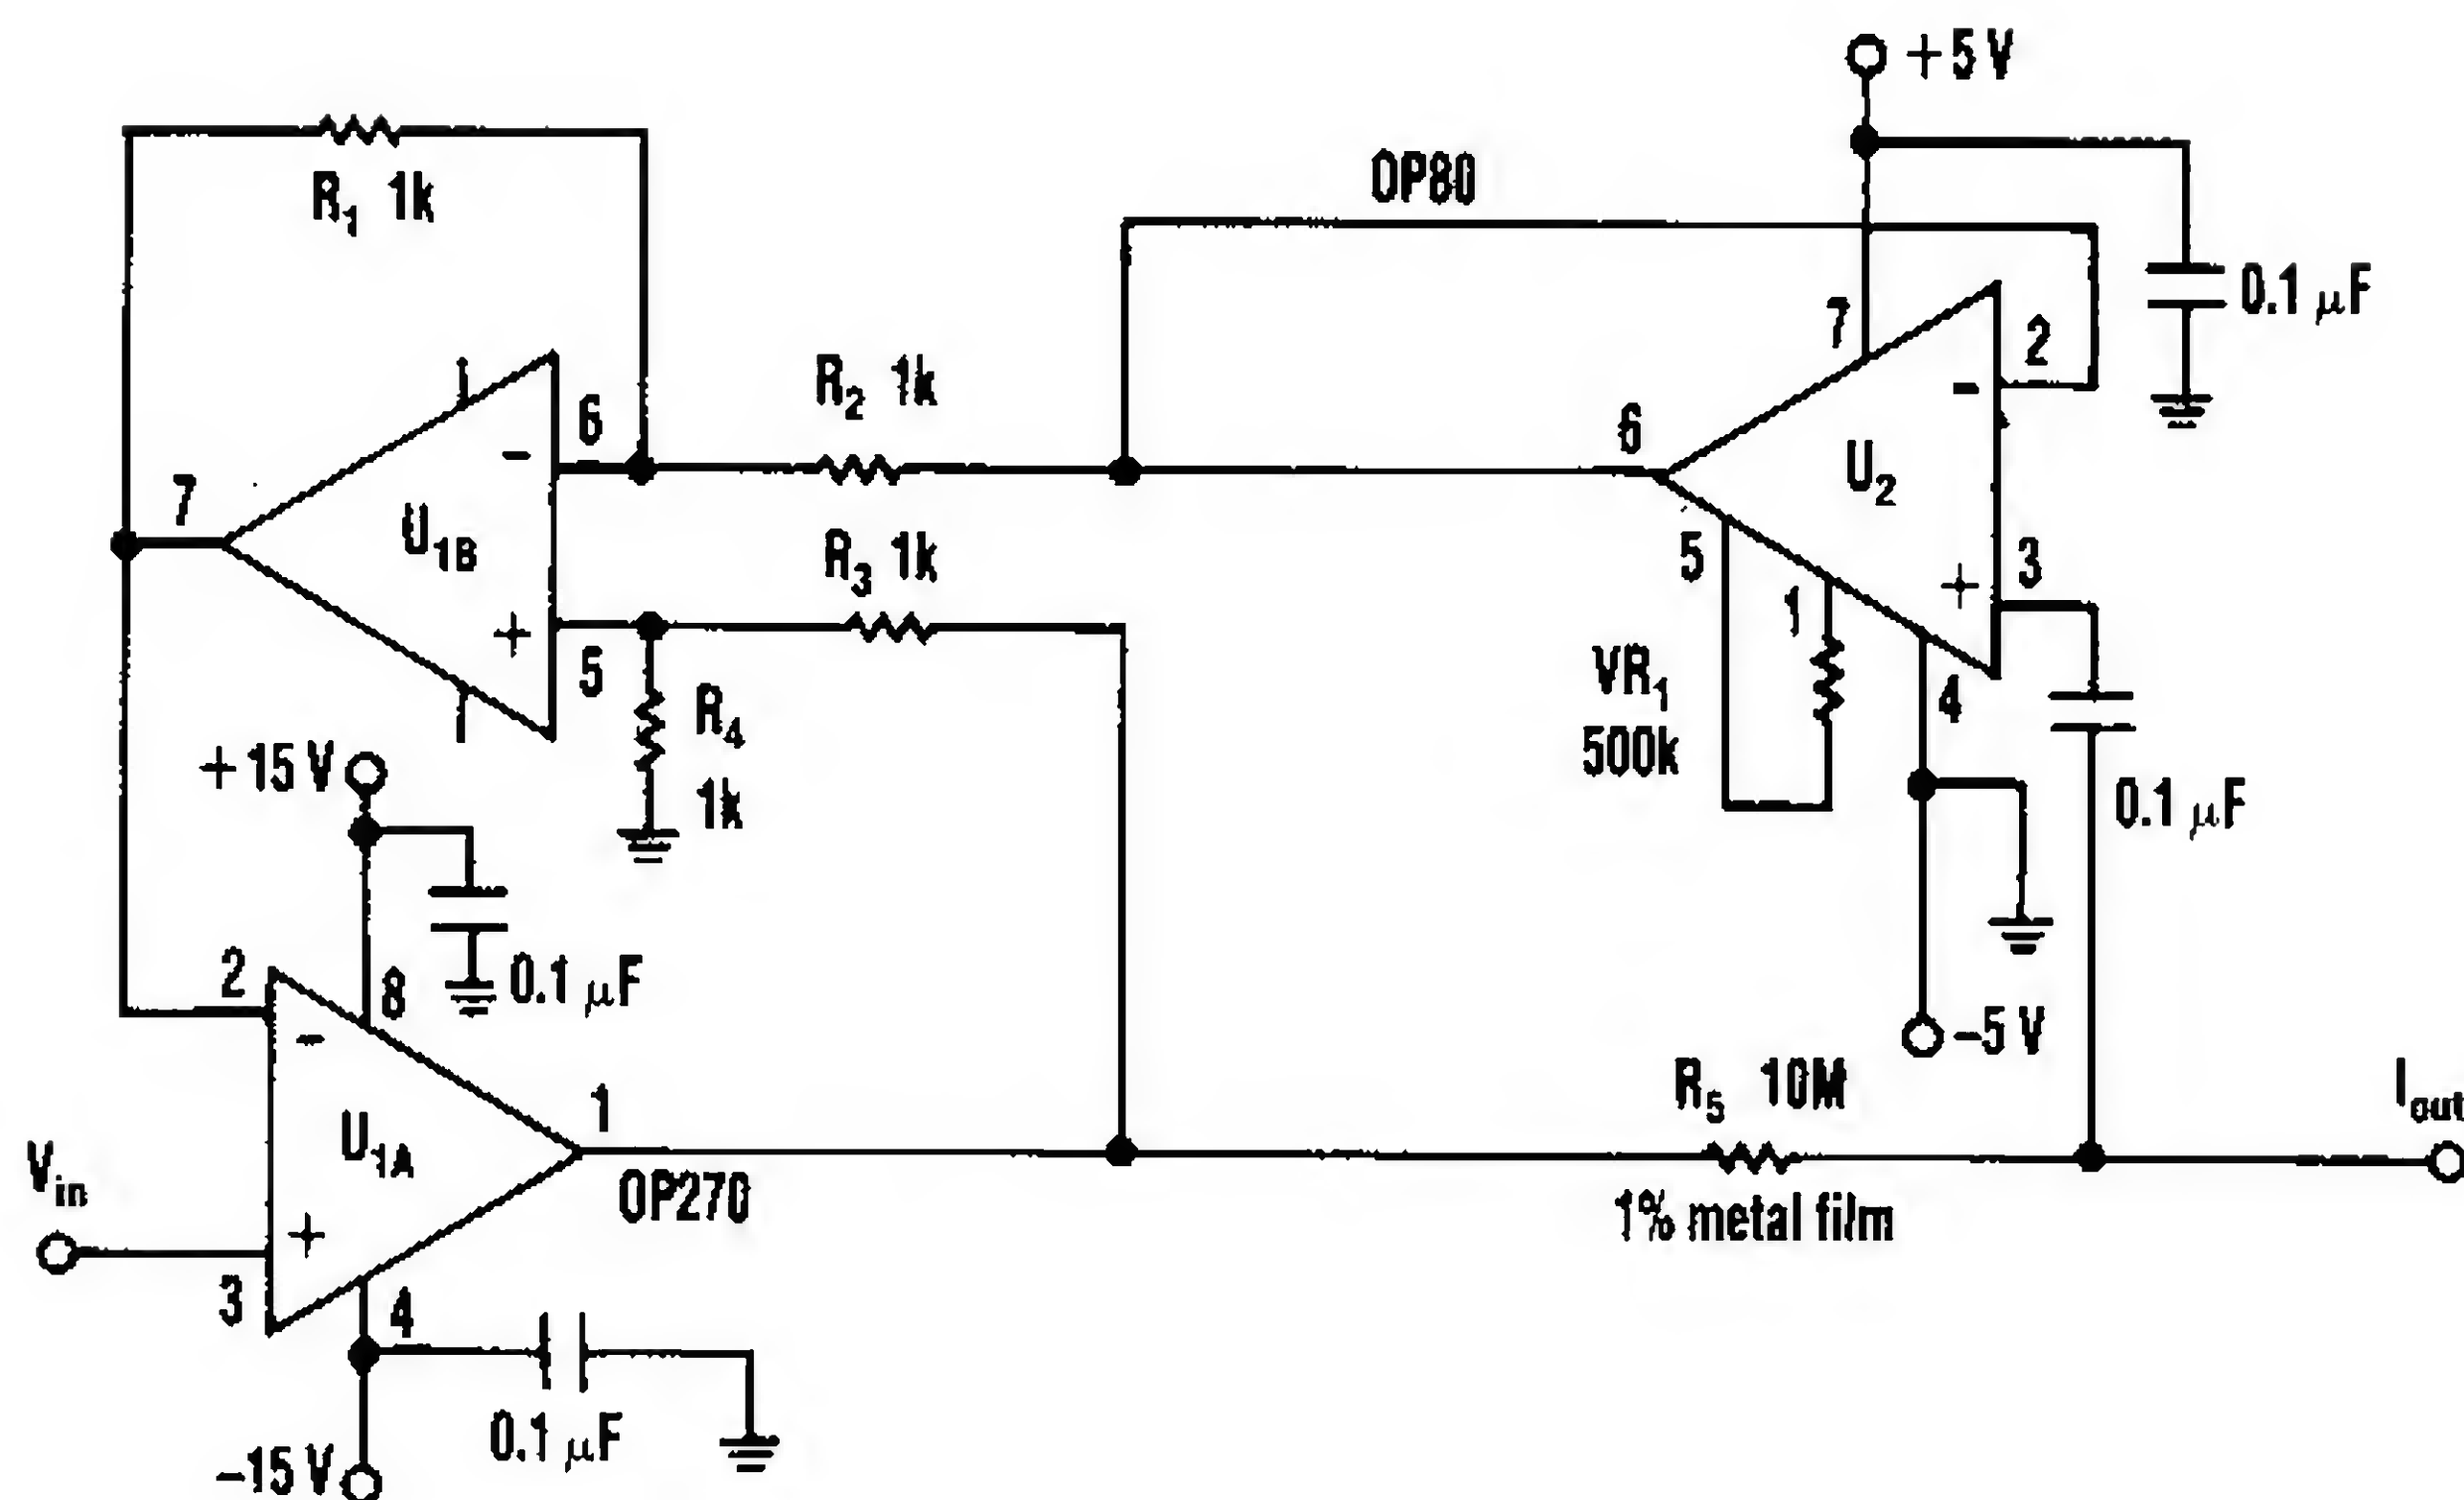 +5 V
OP80
R1 1k
0.1 μF
7
2
R2 1k
6
6
−
−
U2
7
U1B
R3 1k
5
3
+
+
1
5
VR1
500k
4
R4
1k
+15 V
0.1 μF
2
8
0.1 μF
−
−5 V
R5 10M
Iout
1
U1A
Vin
OP270
1% metal film
+
3
4
0.1 μF
−15 V